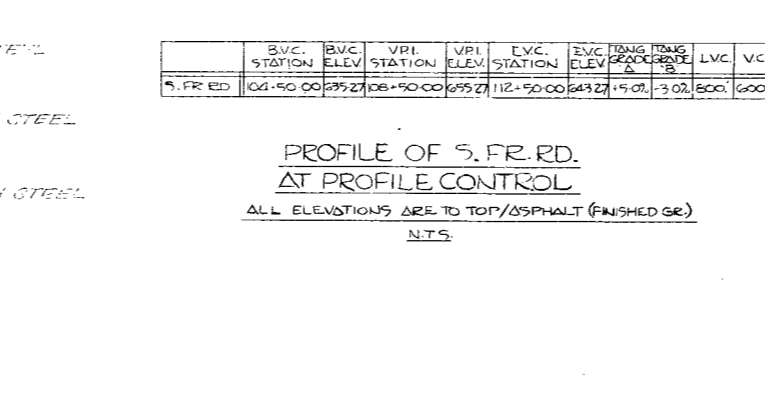 B.V.C. STATION B.V.C. ELEV. V.P.I. STATION V.P.I. ELEV. E.V.C. STATION E.V.C. ELEV. TANG GRADE "A" TANG GRADE "B" L.V.C. V.C
S. FR RD 104+50.00 635.27 108+50.00 655.27 112+50.00 643.27 +5.0% -3.0% 800.' 600
STEEL
STEEL
PROFILE OF S. FR. RD.
AT PROFILE CONTROL
ALL ELEVATIONS ARE TO TOP/ASPHALT (FINISHED GR.)
N.T.S.